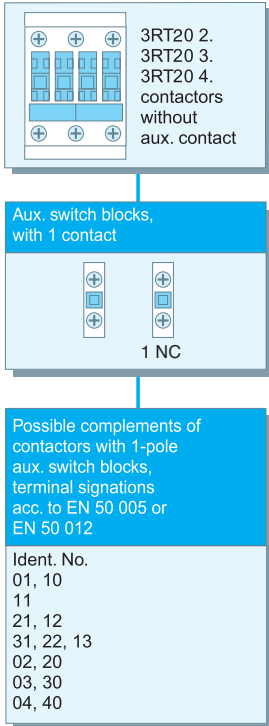 3RT20 2.
3RT20 3.
3RT20 4.
contactors
without
aux. contact
Aux. switch blocks,
with 1 contact
1 NC
Possible complements of
contactors with 1-pole
aux. switch blocks,
terminal signations
acc. to EN 50 005 or
EN 50 012
Ident. No.
01, 10
11
21, 12
31, 22, 13
02, 20
03, 30
04, 40